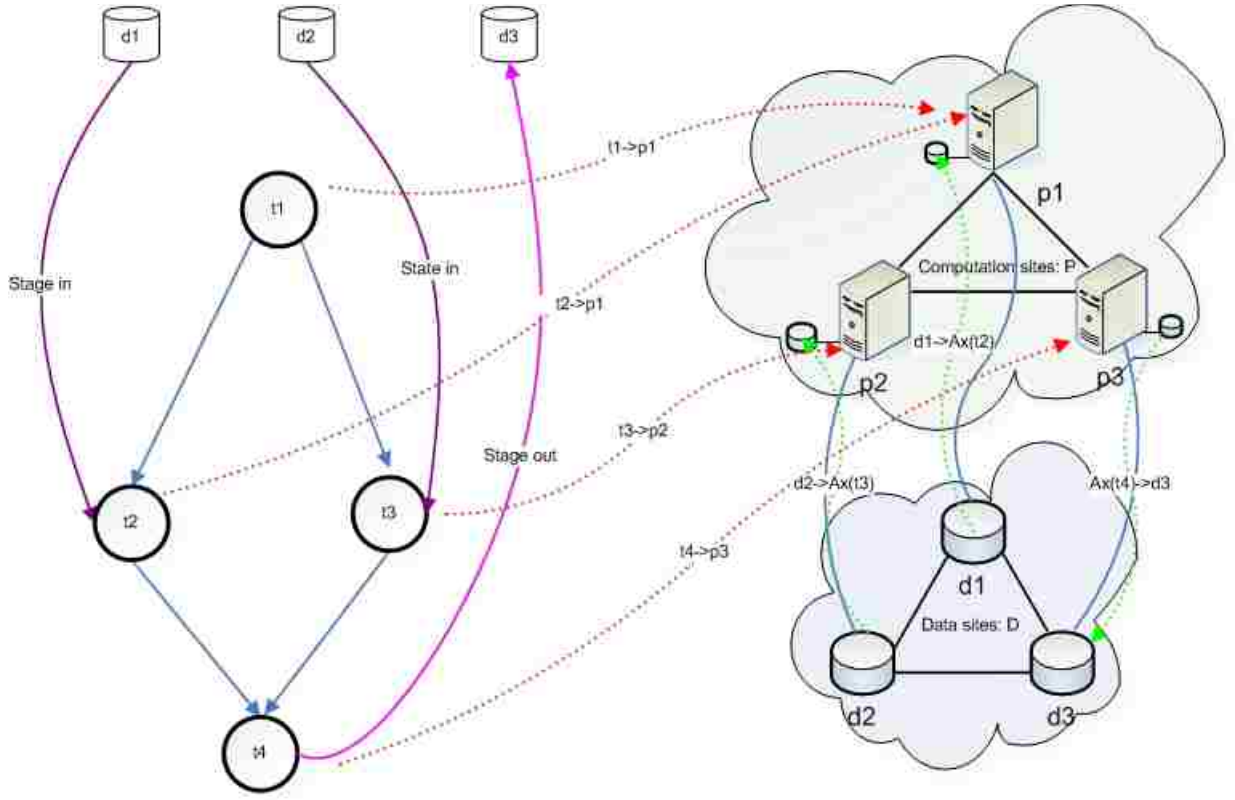 d1
d2
d3
t1->p1
t1
p1
Stage in
State in
Computation sites: P
t2->p1
d1->Ax(t2)
p2
p3
t3->p2
Stage out
d2->Ax(t3)
Ax(t4)->d3
t2
t3
t4->p3
d1
Data sites: D
d2
d3
t4